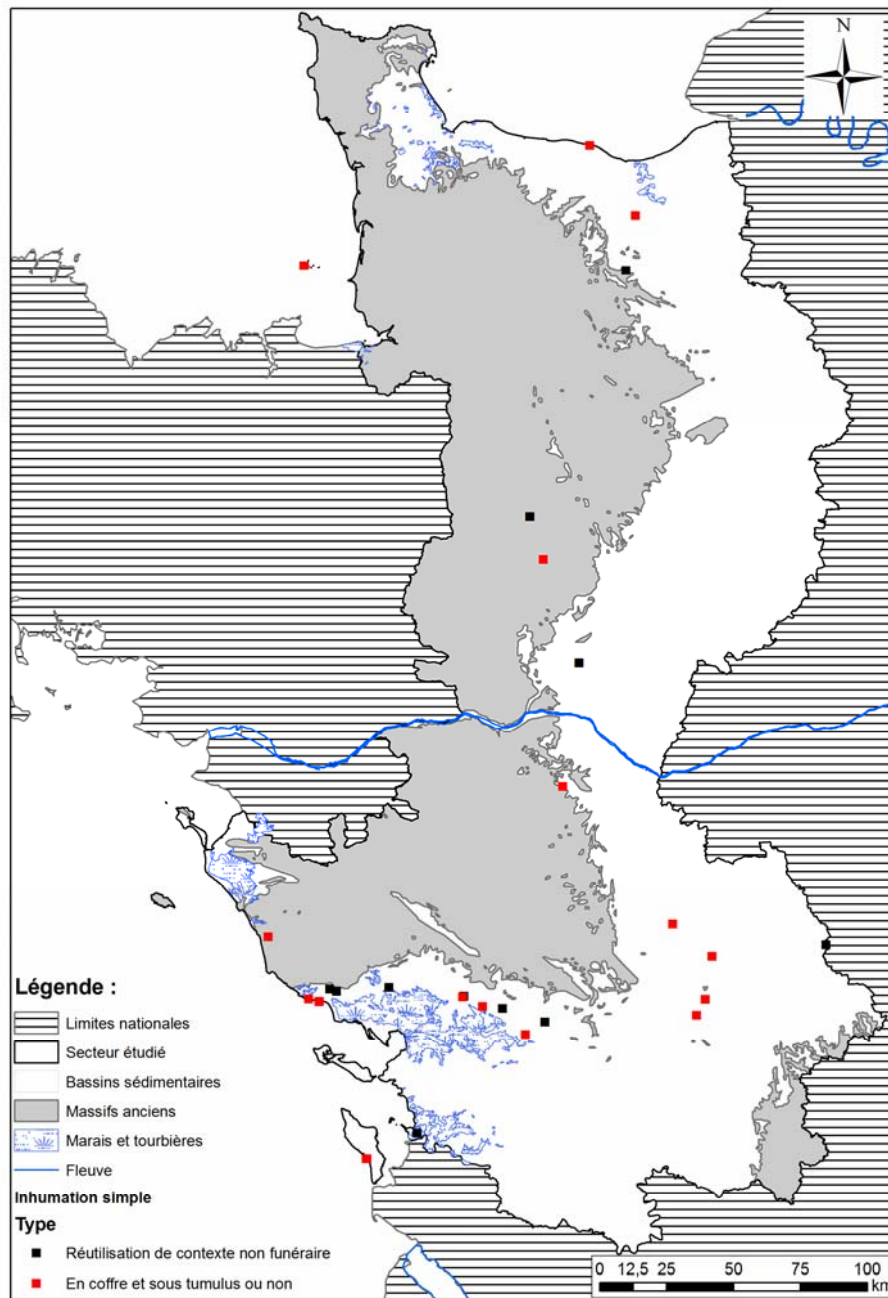 N
Légende :
Limites nationales
Secteur étudié
Bassins sédimentaires
Massifs anciens
Marais et tourbières
Fleuve
Inhumation simple
Type
Réutilisation de contexte non funéraire
En coffre et sous tumulus ou non
0 12,5 25 50 75 100
km